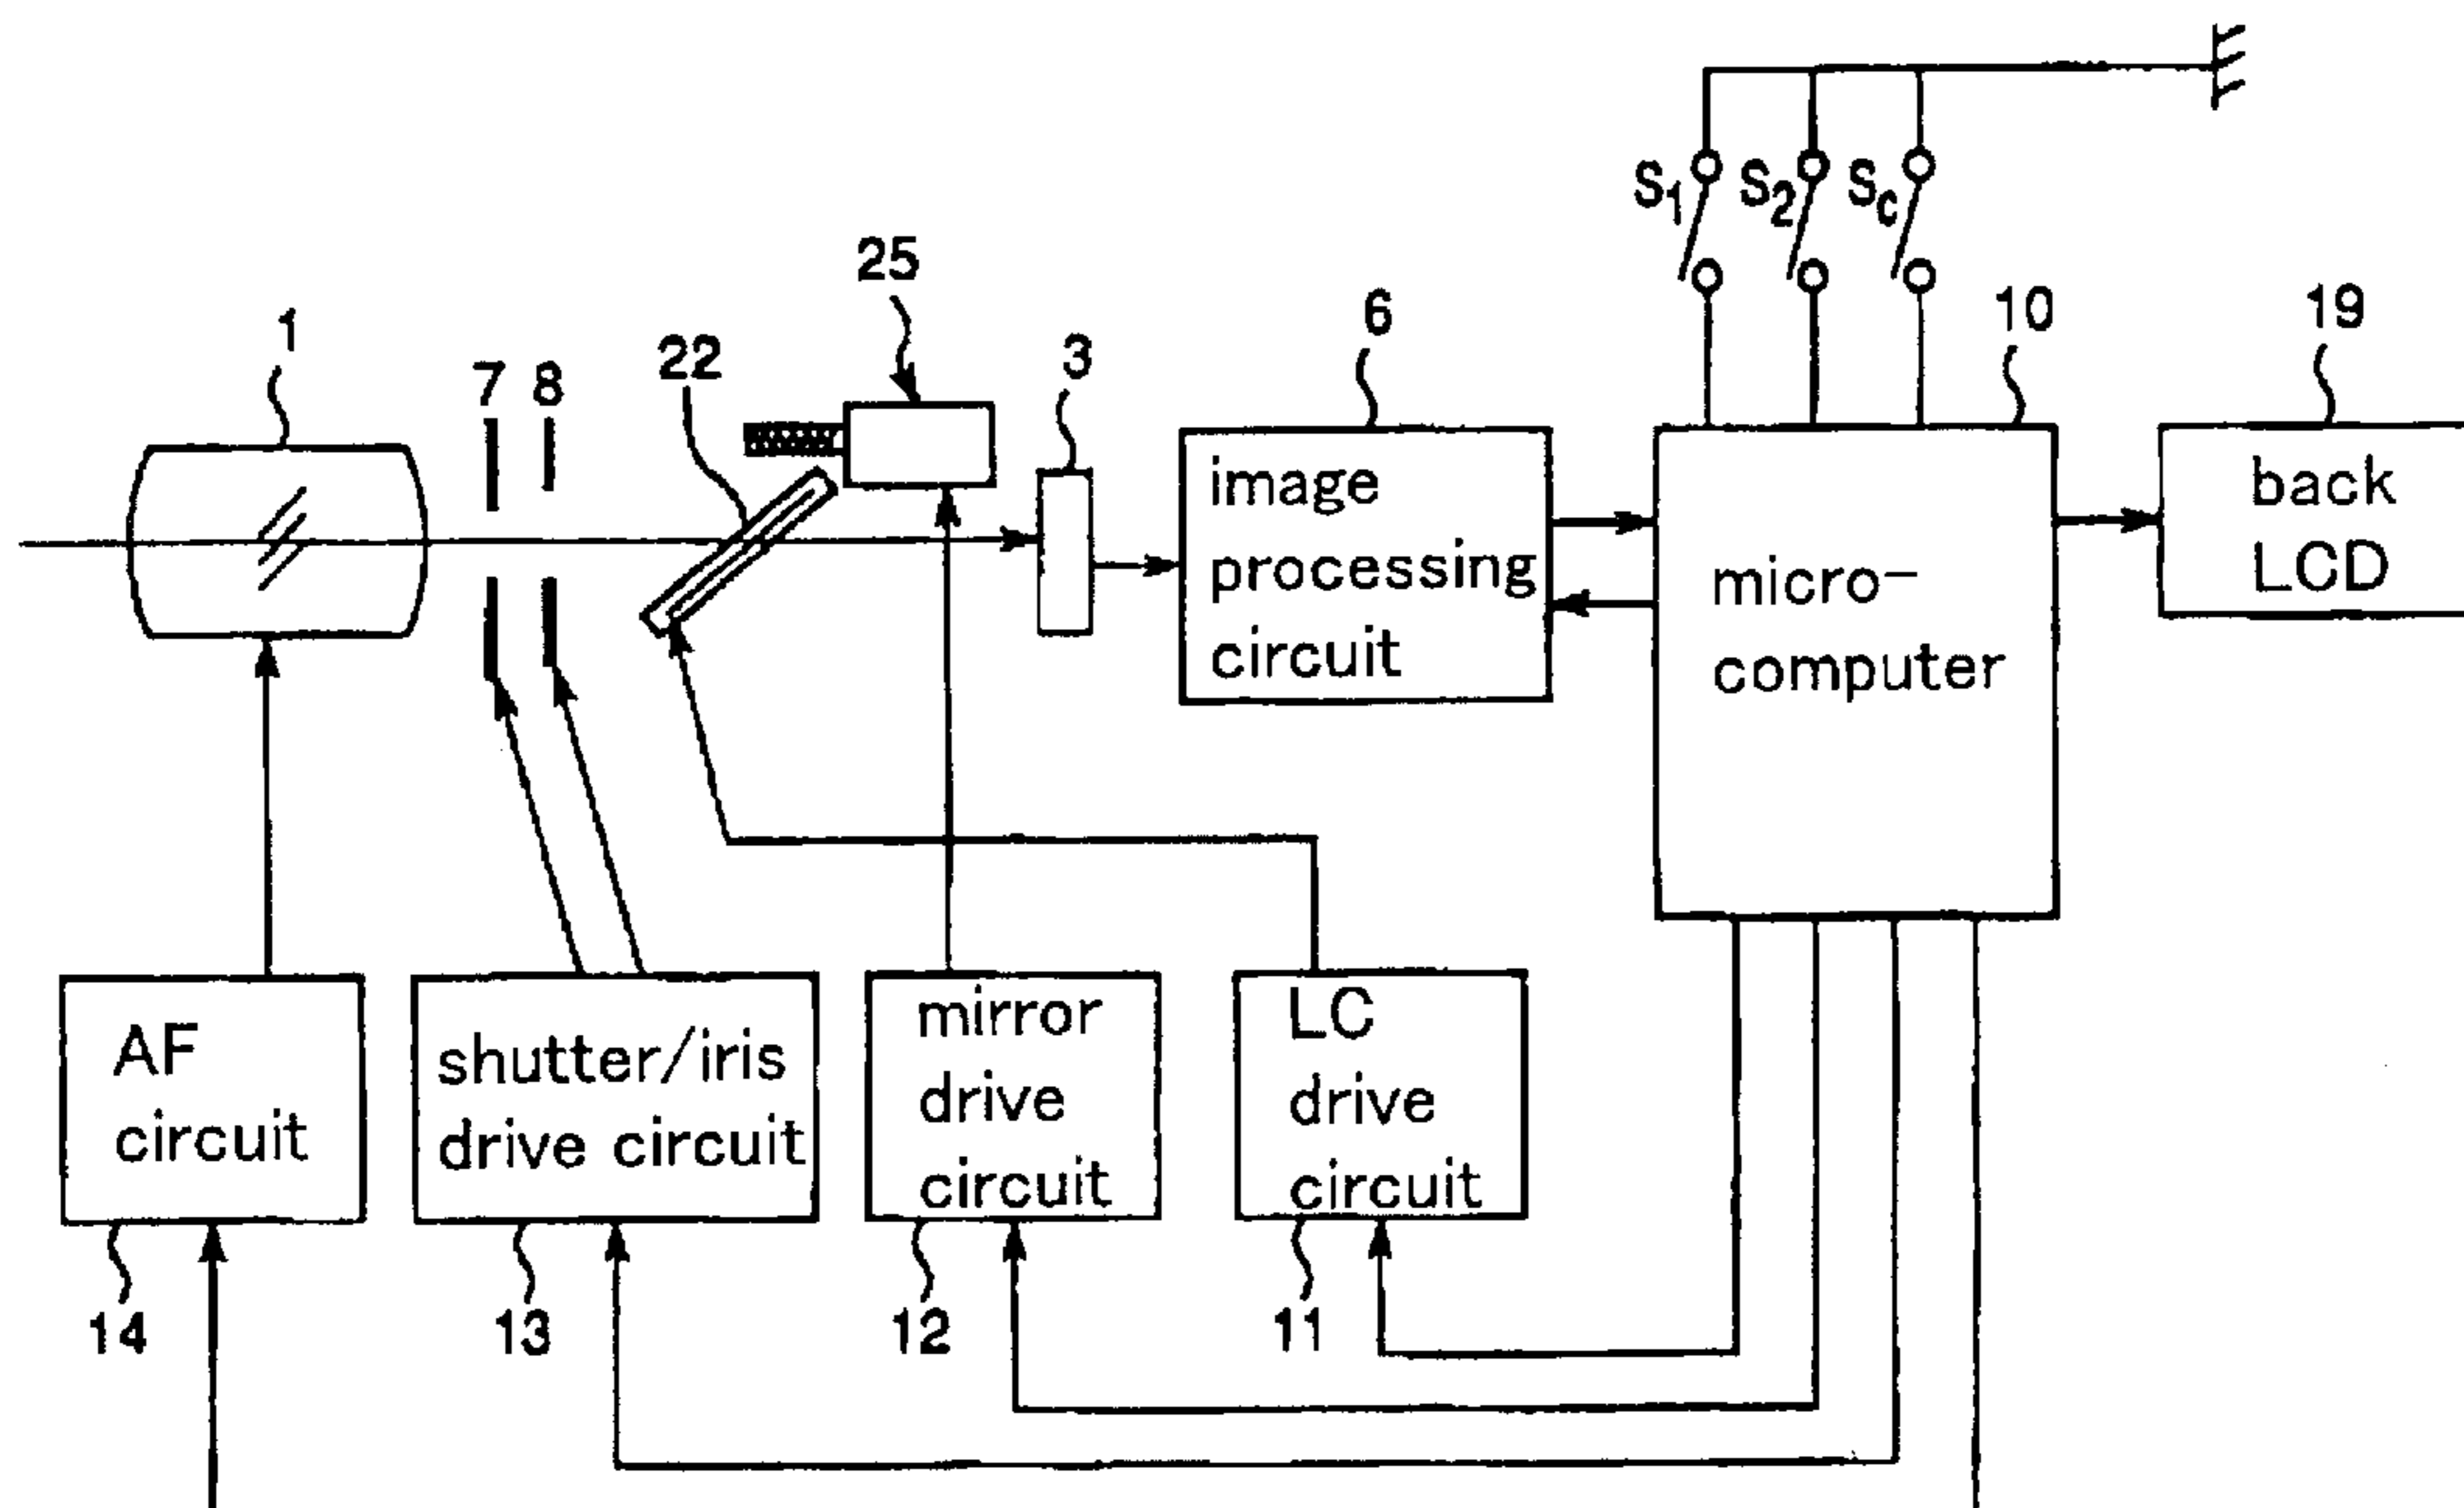 S1 S2 Sc
25
1
7 8
22
3
6
10
19
image
processing
circuit
micro-
computer
back
LCD
AF
circuit
shutter/iris
drive circuit
mirror
drive
circuit
LC
drive
circuit
14
13
12
11